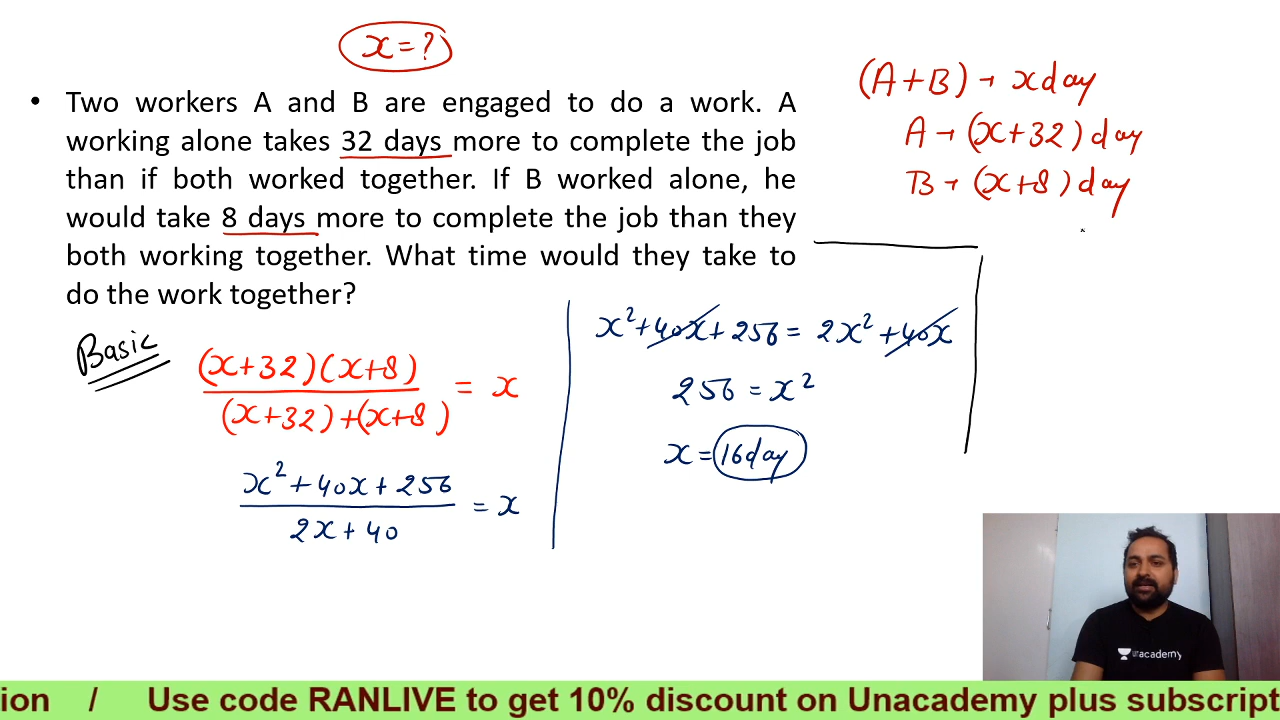 x = ?
• Two workers A and B are engaged to do a work. A
working alone takes 32 days more to complete the job
than if both worked together. If B worked alone, he
would take 8 days more to complete the job than they
both working together. What time would they take to
do the work together?
(A+B) → x day
A → (x+32) day
B → (x+8) day
Basic
(x+32)(x+8)
(x+32)+(x+8) = x
x²+40x+256
2x+40 = x
x²+40x+256 = 2x²+40x
256 = x²
x = 16 day
unacademy
ion / Use code RANLIVE to get 10% discount on Unacademy plus subscript